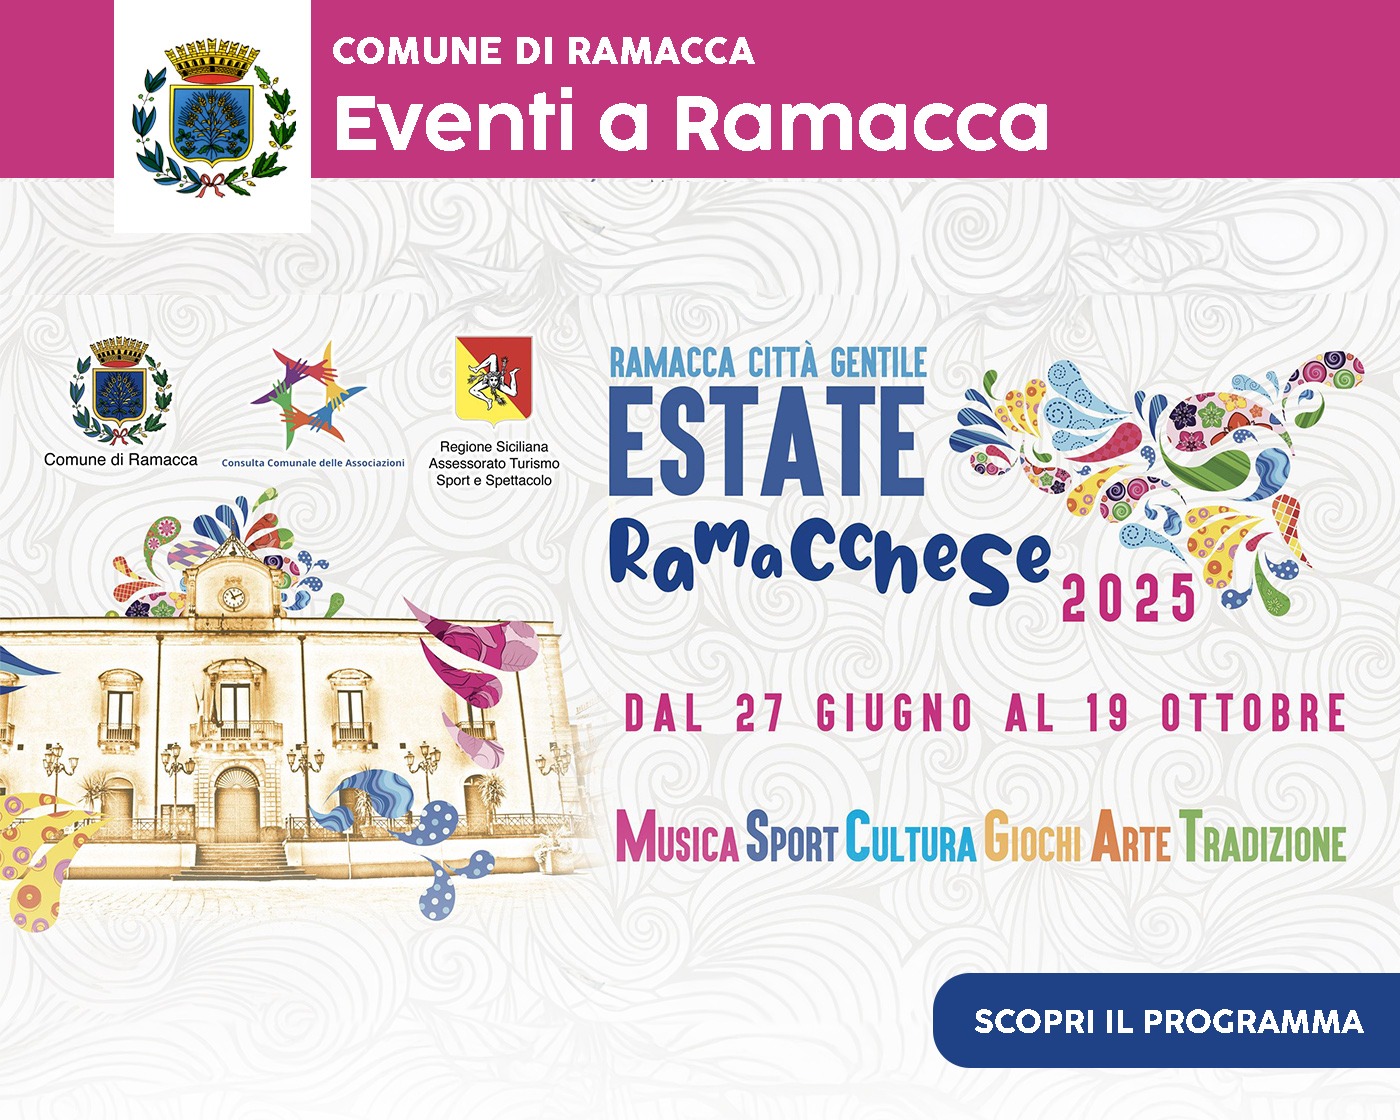 COMUNE DI RAMACCA
Eventi a Ramacca
Comune di Ramacca
Consulta Comunale delle Associazioni
Regione Siciliana
Assessorato Turismo
Sport e Spettacolo
RAMACCA CITTÀ GENTILE
ESTATE
Ramacchese
2025
DAL 27 GIUGNO AL 19 OTTOBRE
MUSICA SPORT CULTURA GIOCHI ARTE TRADIZIONE
SCOPRI IL PROGRAMMA